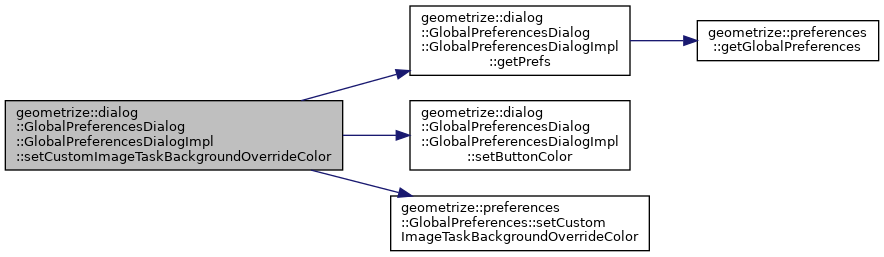 geometrize::dialog
::GlobalPreferencesDialog
::GlobalPreferencesDialogImpl
::setCustomImageTaskBackgroundOverrideColor
geometrize::dialog
::GlobalPreferencesDialog
::GlobalPreferencesDialogImpl
::getPrefs
geometrize::preferences
::getGlobalPreferences
geometrize::dialog
::GlobalPreferencesDialog
::GlobalPreferencesDialogImpl
::setButtonColor
geometrize::preferences
::GlobalPreferences::setCustom
ImageTaskBackgroundOverrideColor